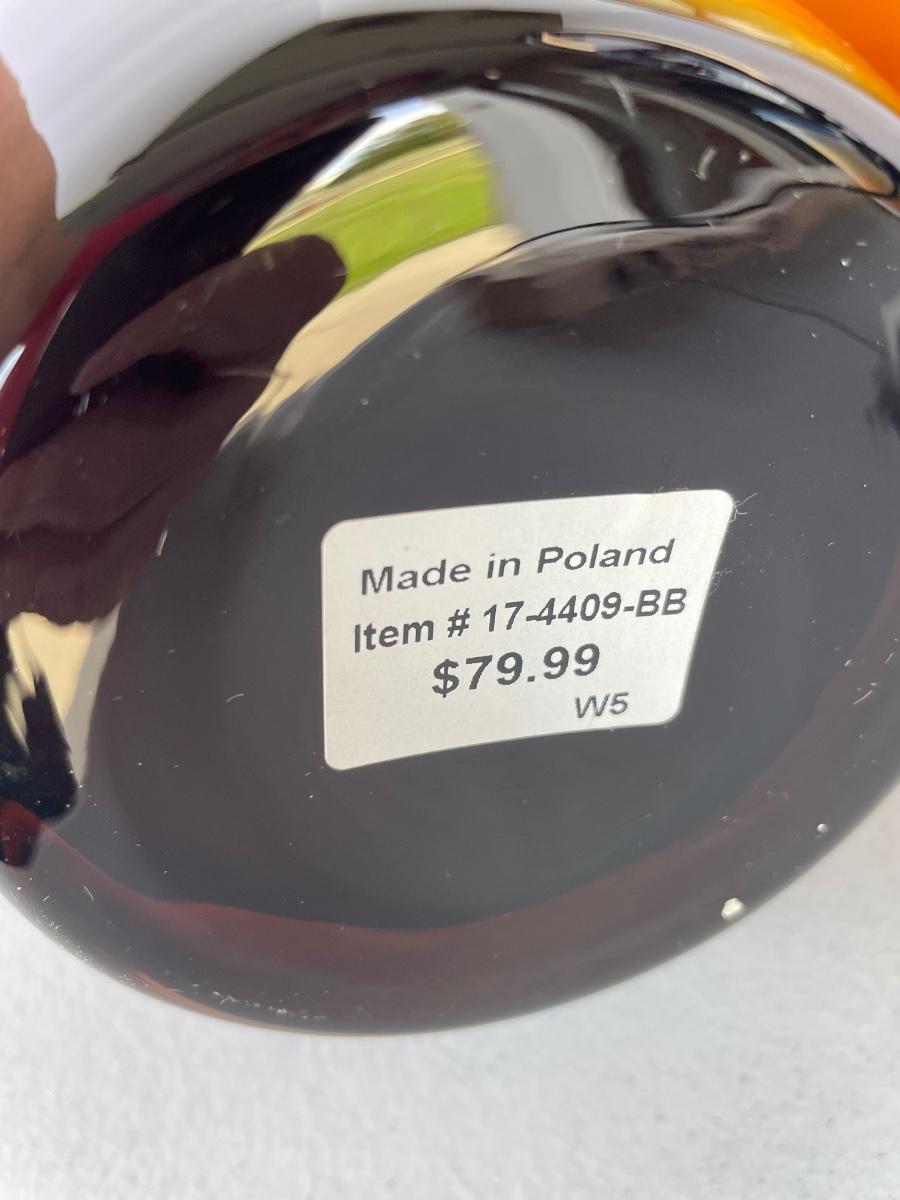 Made in Poland
Item # 17-4409-BB
$79.99
W5